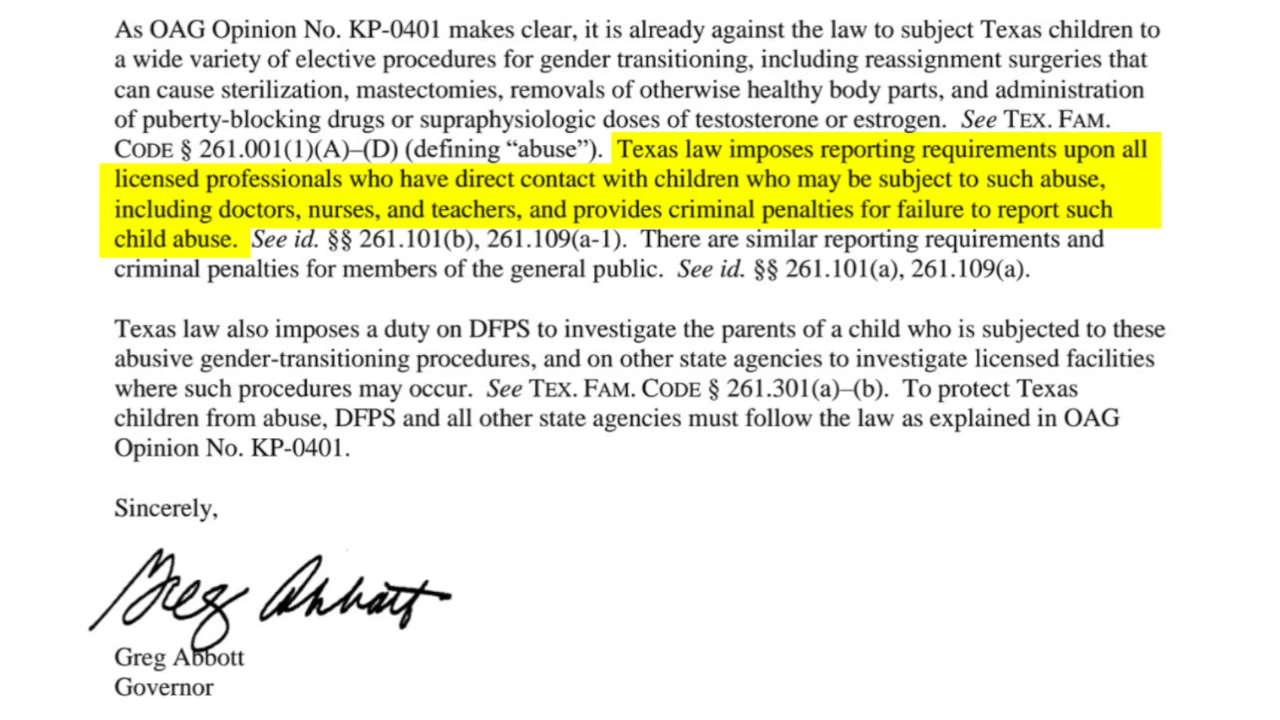 As OAG Opinion No. KP-0401 makes clear, it is already against the law to subject Texas children to
a wide variety of elective procedures for gender transitioning, including reassignment surgeries that
can cause sterilization, mastectomies, removals of otherwise healthy body parts, and administration
of puberty-blocking drugs or supraphysiologic doses of testosterone or estrogen. See TEX. FAM.
CODE § 261.001(1)(A)–(D) (defining “abuse”). Texas law imposes reporting requirements upon all
licensed professionals who have direct contact with children who may be subject to such abuse,
including doctors, nurses, and teachers, and provides criminal penalties for failure to report such
child abuse. See id. §§ 261.101(b), 261.109(a-1). There are similar reporting requirements and
criminal penalties for members of the general public. See id. §§ 261.101(a), 261.109(a).
Texas law also imposes a duty on DFPS to investigate the parents of a child who is subjected to these
abusive gender-transitioning procedures, and on other state agencies to investigate licensed facilities
where such procedures may occur. See TEX. FAM. CODE § 261.301(a)–(b). To protect Texas
children from abuse, DFPS and all other state agencies must follow the law as explained in OAG
Opinion No. KP-0401.
Sincerely,
Greg Abbott
Greg Abbott
Governor